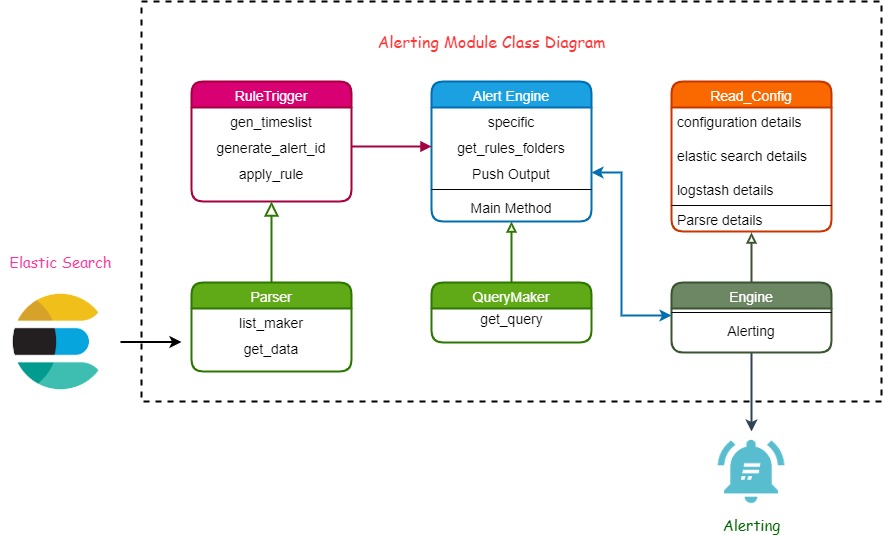 Alerting Module Class Diagram
RuleTrigger
gen_timeslist
generate_alert_id
apply_rule
Alert Engine
specific
get_rules_folders
Push Output
Main Method
Read_Config
configuration details
elastic search details
logstash details
Parsre details
Elastic Search
Parser
list_maker
get_data
QueryMaker
get_query
Engine
Alerting
Alerting